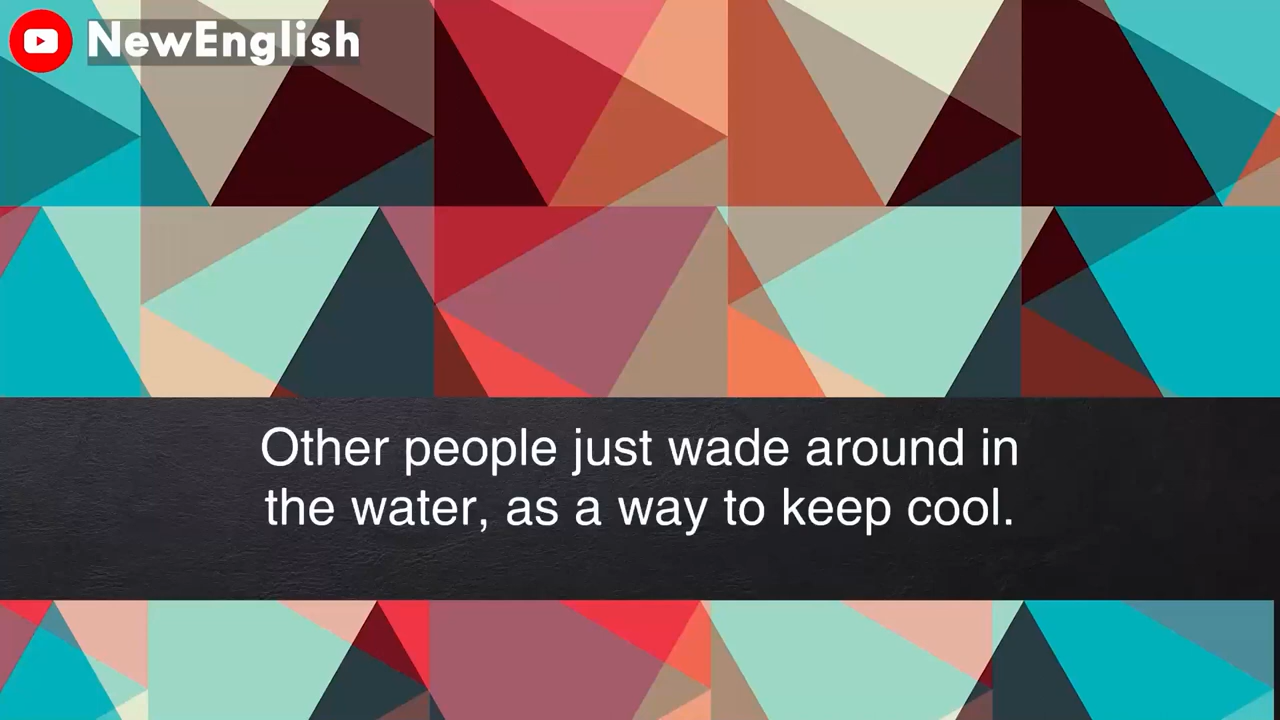 NewEnglish
Other people just wade around in
the water, as a way to keep cool.